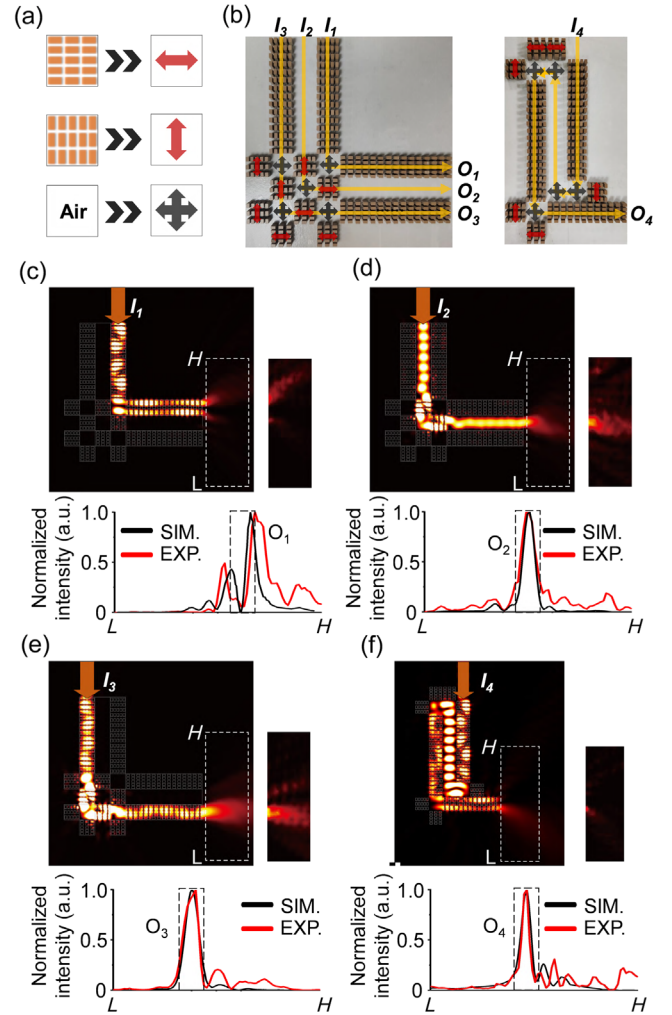 (a)
Air
(b)
I3 I2 I1
O1
O2
O3
I4
O4
(c)
I1
H
L
Normalized
intensity (a.u.)
1.0
0.5
0
SIM.
EXP.
O1
L
H
(d)
I2
H
L
Normalized
intensity (a.u.)
1.0
0.5
0
O2
SIM.
EXP.
L
H
(e)
I3
H
L
Normalized
intensity (a.u.)
1.0
0.5
0
O3
SIM.
EXP.
L
H
(f)
I4
H
L
Normalized
intensity (a.u.)
1.0
0.5
0
O4
SIM.
EXP.
L
H